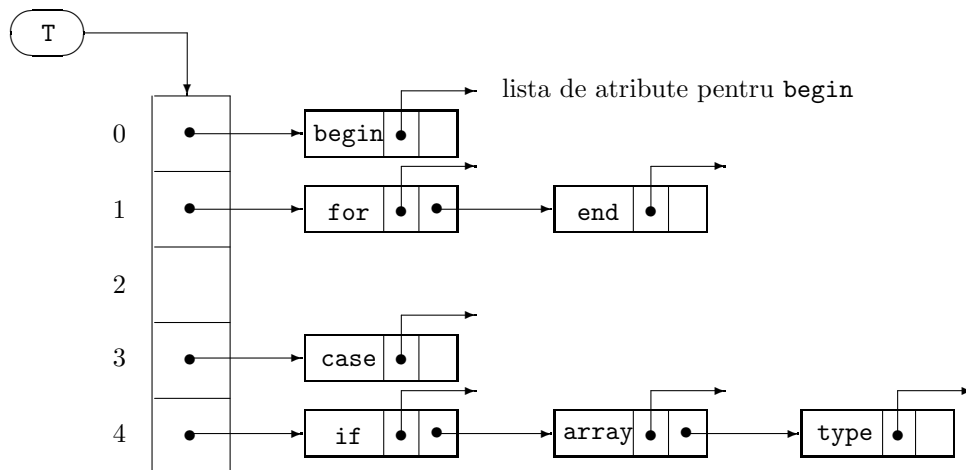 T
lista de atribute pentru begin
0 begin
1 for end
2
3 case
4 if array type